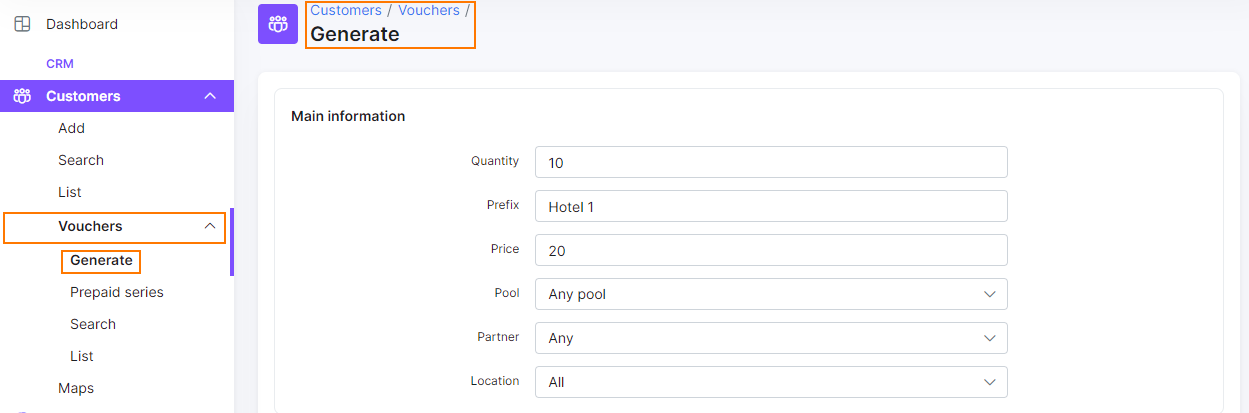 Dashboard
CRM
Customers
Add
Search
List
Vouchers
Generate
Prepaid series
Search
List
Maps
Customers / Vouchers /
Generate
Main information
Quantity 10
Prefix Hotel 1
Price 20
Pool Any pool
Partner Any
Location All